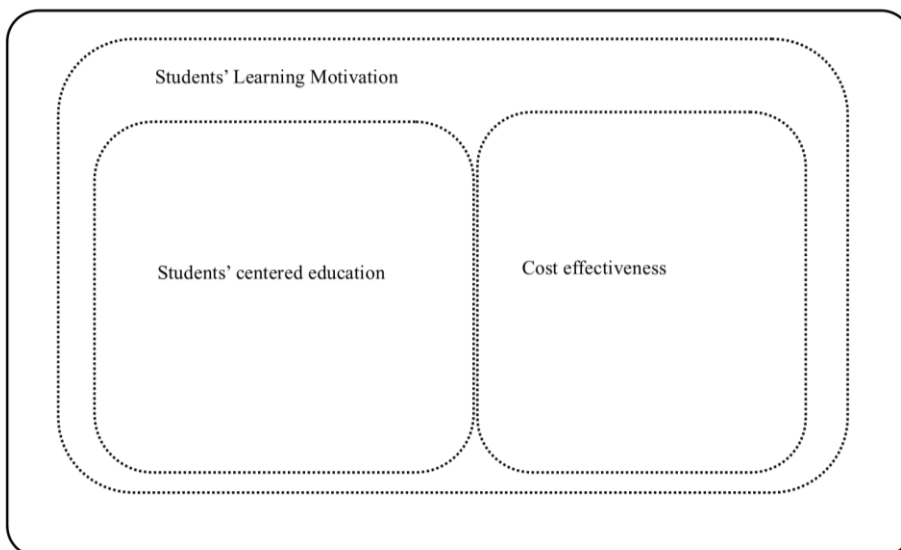 Students’ Learning Motivation
Students’ centered education
Cost effectiveness